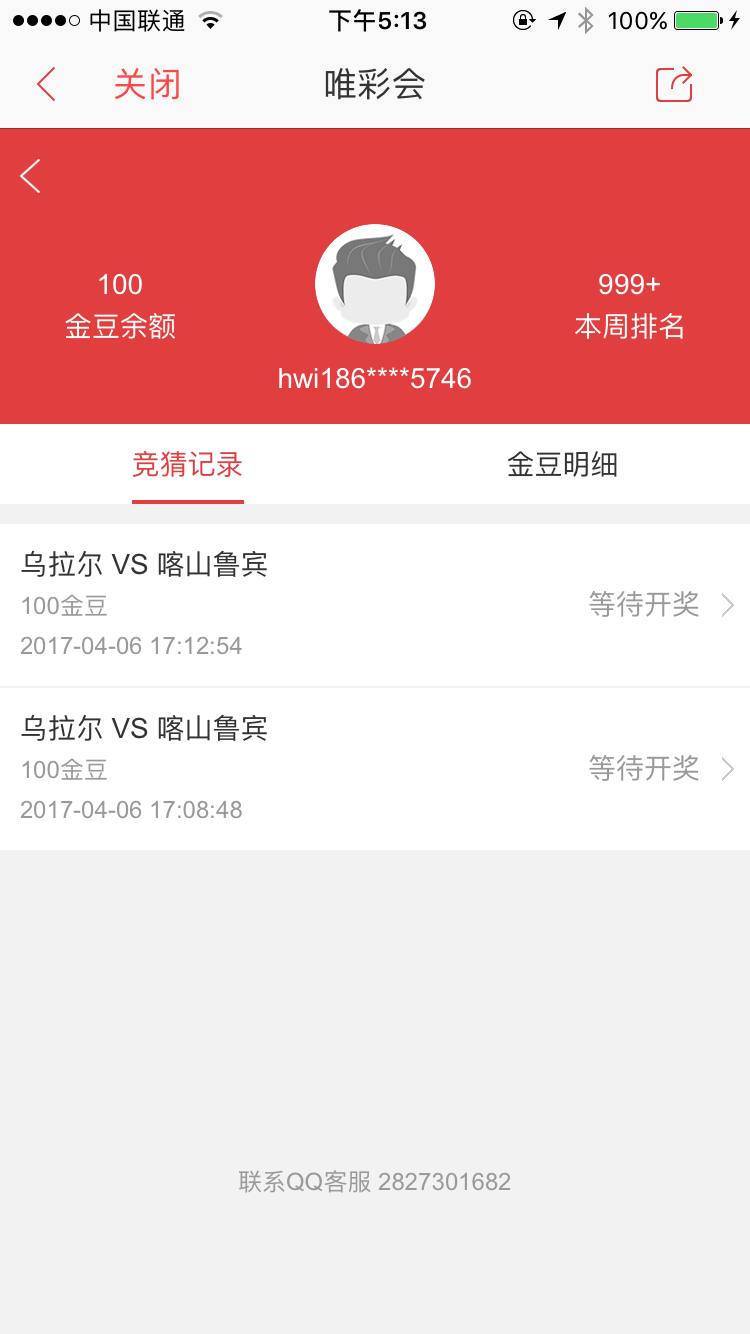 中国联通 下午5:13 100%
关闭 唯彩会
100 999+
金豆余额 本周排名
hwi186****5746
竞猜记录 金豆明细
乌拉尔 VS 喀山鲁宾
100金豆 等待开奖
2017-04-06 17:12:54
乌拉尔 VS 喀山鲁宾
100金豆 等待开奖
2017-04-06 17:08:48
联系QQ客服 2827301682